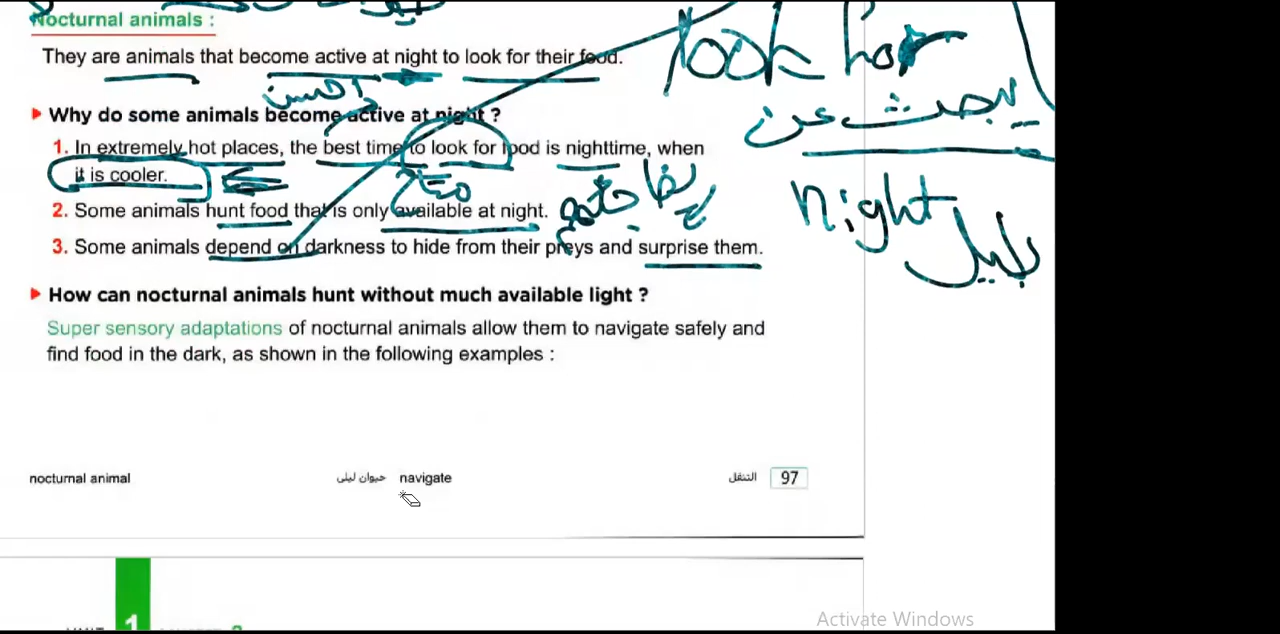 Nocturnal animals :
They are animals that become active at night to look for their food.
look for
يبحث عن
Why do some animals become active at night ?
1. In extremely hot places, the best time to look for food is nighttime, when
it is cooler.
night
بليل
متاح
2. Some animals hunt food that is only available at night.
3. Some animals depend on darkness to hide from their preys and surprise them.
How can nocturnal animals hunt without much available light ?
Super sensory adaptations of nocturnal animals allow them to navigate safely and
find food in the dark, as shown in the following examples :
nocturnal animal حيوان ليلى navigate التنقل 97
1
Activate Windows